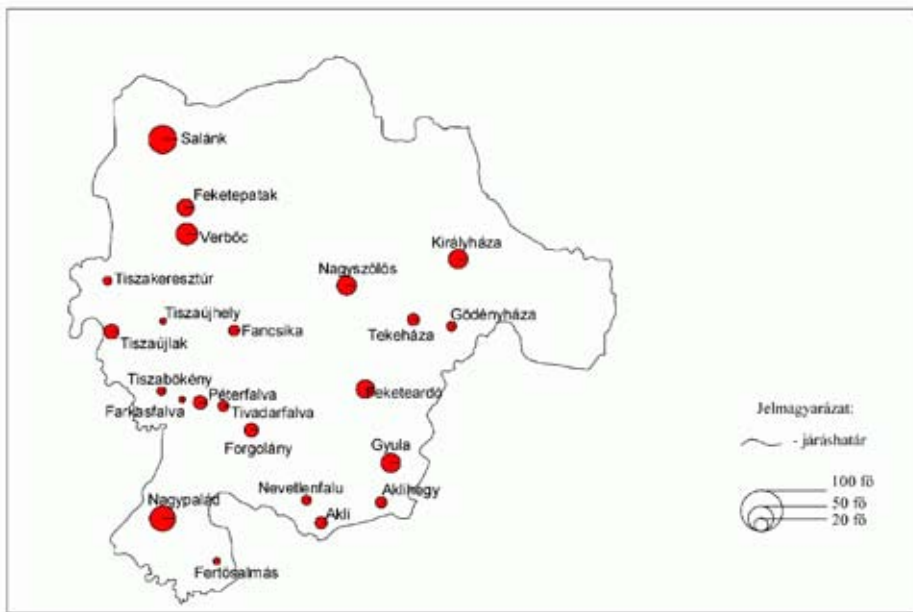 Salánk
Feketepatak
Verbőc
Királyháza
Nagyszőlős
Tiszakeresztúr
Tiszaújhely
Gődényháza
Tiszaújlak
Fancsika
Tekeháza
Tiszabökény
Péterfalva
Feketeardó
Farkasfalva
Tivadarfalva
Jelmagyarázat:
Forgolány
Gyula
- járáshatár
Nevetlenfalu
Aklihegy
100 fő
Nagypalád
50 fő
Akli
20 fő
Fertősalmás